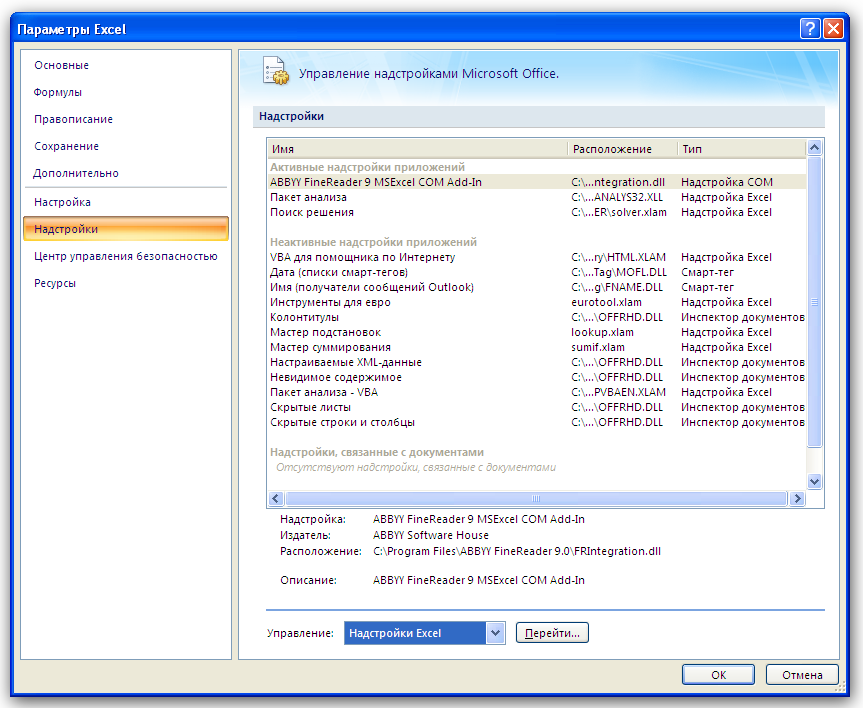 Параметры Excel
Основные
Формулы
Правописание
Сохранение
Дополнительно
Настройка
Надстройки
Центр управления безопасностью
Ресурсы
Управление надстройками Microsoft Office.
Надстройки
Имя Расположение Тип
Активные надстройки приложений
ABBYY FineReader 9 MSExcel COM Add-In C:\...ntegration.dll Надстройка COM
Пакет анализа C:\...ANALYS32.XLL Надстройка Excel
Поиск решения C:\...ER\solver.xlam Надстройка Excel
Неактивные надстройки приложений
VBA для помощника по Интернету C:\...ry\HTML.XLAM Надстройка Excel
Дата (списки смарт-тегов) C:\...Tag\MOFL.DLL Смарт-тег
Имя (получатели сообщений Outlook) C:\...g\FNAME.DLL Смарт-тег
Инструменты для евро eurotool.xlam Надстройка Excel
Колонтитулы C:\...\OFFRHD.DLL Инспектор документов
Мастер подстановок lookup.xlam Надстройка Excel
Мастер суммирования sumif.xlam Надстройка Excel
Настраиваемые XML-данные C:\...\OFFRHD.DLL Инспектор документов
Невидимое содержимое C:\...\OFFRHD.DLL Инспектор документов
Пакет анализа - VBA C:\...PVBAEN.XLAM Надстройка Excel
Скрытые листы C:\...\OFFRHD.DLL Инспектор документов
Скрытые строки и столбцы C:\...\OFFRHD.DLL Инспектор документов
Надстройки, связанные с документами
Отсутствуют надстройки, связанные с документами
Надстройка: ABBYY FineReader 9 MSExcel COM Add-In
Издатель: ABBYY Software House
Расположение: C:\Program Files\ABBYY FineReader 9.0\FRIntegration.dll
Описание: ABBYY FineReader 9 MSExcel COM Add-In
Управление: Надстройки Excel Перейти...
ОК Отмена